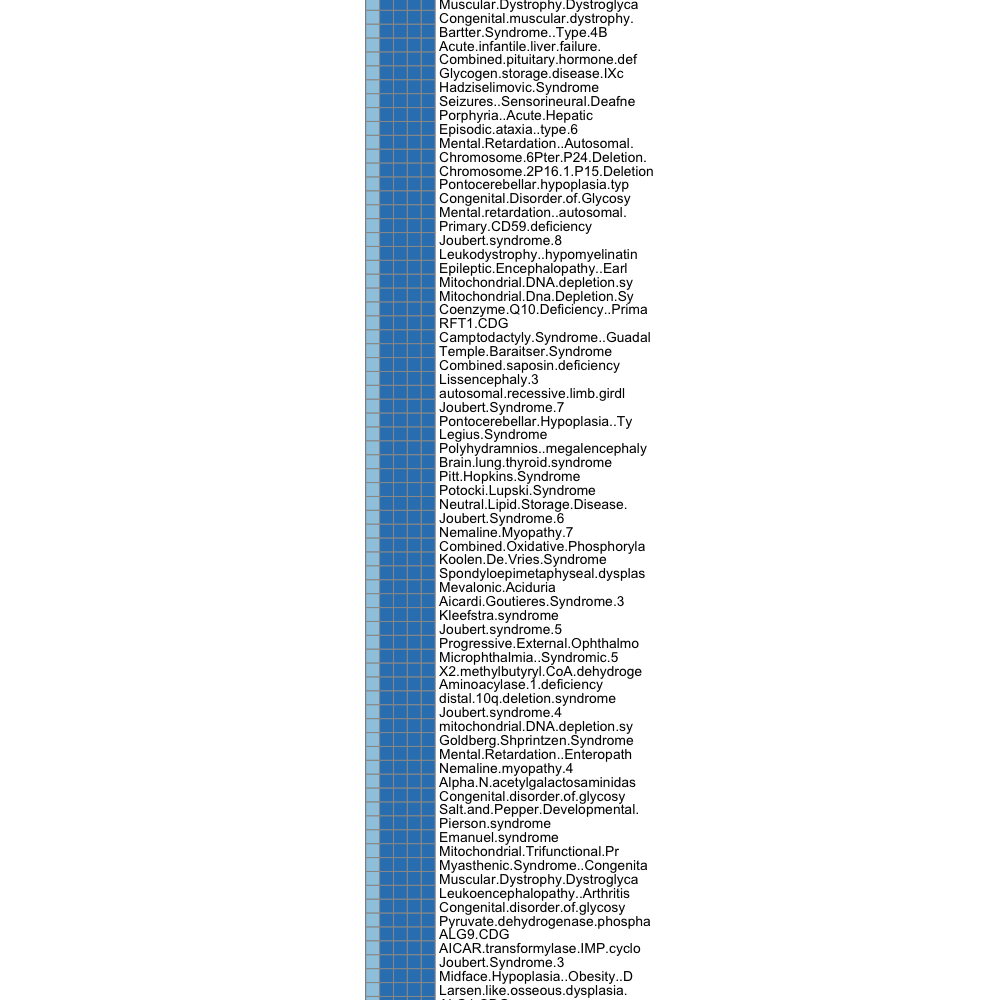 Muscular.Dystrophy.Dystroglyca
Congenital.muscular.dystrophy.
Bartter.Syndrome..Type.4B
Acute.infantile.liver.failure.
Combined.pituitary.hormone.def
Glycogen.storage.disease.IXc
Hadziselimovic.Syndrome
Seizures..Sensorineural.Deafne
Porphyria..Acute.Hepatic
Episodic.ataxia..type.6
Mental.Retardation..Autosomal.
Chromosome.6Pter.P24.Deletion.
Chromosome.2P16.1.P15.Deletion
Pontocerebellar.hypoplasia.typ
Congenital.Disorder.of.Glycosy
Mental.retardation..autosomal.
Primary.CD59.deficiency
Joubert.syndrome.8
Leukodystrophy..hypomyelinatin
Epileptic.Encephalopathy..Earl
Mitochondrial.DNA.depletion.sy
Mitochondrial.Dna.Depletion.Sy
Coenzyme.Q10.Deficiency..Prima
RFT1.CDG
Camptodactyly.Syndrome..Guadal
Temple.Baraitser.Syndrome
Combined.saposin.deficiency
Lissencephaly.3
autosomal.recessive.limb.girdl
Joubert.Syndrome.7
Pontocerebellar.Hypoplasia..Ty
Legius.Syndrome
Polyhydramnios..megalencephaly
Brain.lung.thyroid.syndrome
Pitt.Hopkins.Syndrome
Potocki.Lupski.Syndrome
Neutral.Lipid.Storage.Disease.
Joubert.Syndrome.6
Nemaline.Myopathy.7
Combined.Oxidative.Phosphoryla
Koolen.De.Vries.Syndrome
Spondyloepimetaphyseal.dysplas
Mevalonic.Aciduria
Aicardi.Goutieres.Syndrome.3
Kleefstra.syndrome
Joubert.syndrome.5
Progressive.External.Ophthalmo
Microphthalmia..Syndromic.5
X2.methylbutyryl.CoA.dehydroge
Aminoacylase.1.deficiency
distal.10q.deletion.syndrome
Joubert.syndrome.4
mitochondrial.DNA.depletion.sy
Goldberg.Shprintzen.Syndrome
Mental.Retardation..Enteropath
Nemaline.myopathy.4
Alpha.N.acetylgalactosaminidas
Congenital.disorder.of.glycosy
Salt.and.Pepper.Developmental.
Pierson.syndrome
Emanuel.syndrome
Mitochondrial.Trifunctional.Pr
Myasthenic.Syndrome..Congenita
Muscular.Dystrophy.Dystroglyca
Leukoencephalopathy..Arthritis
Congenital.disorder.of.glycosy
Pyruvate.dehydrogenase.phospha
ALG9.CDG
AICAR.transformylase.IMP.cyclo
Joubert.Syndrome.3
Midface.Hypoplasia..Obesity..D
Larsen.like.osseous.dysplasia.